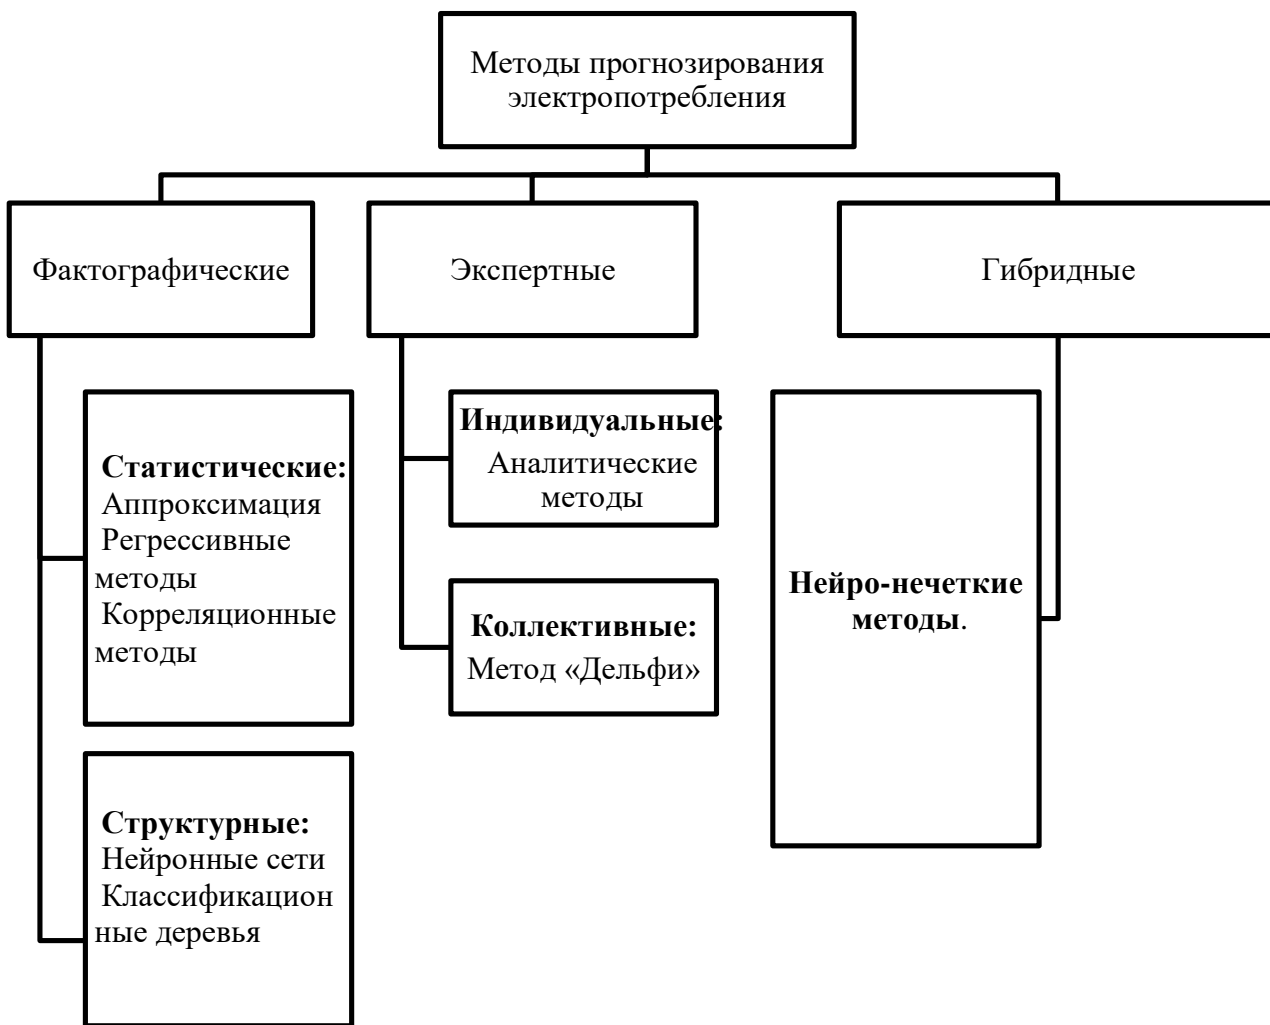 Методы прогнозирования
электропотребления
Фактографические
Экспертные
Гибридные
Статистические:
Аппроксимация
Регрессивные
методы
Корреляционные
методы
Структурные:
Нейронные сети
Классификацион
ные деревья
Индивидуальные:
Аналитические
методы
Коллективные:
Метод «Дельфи»
Нейро-нечеткие
методы.